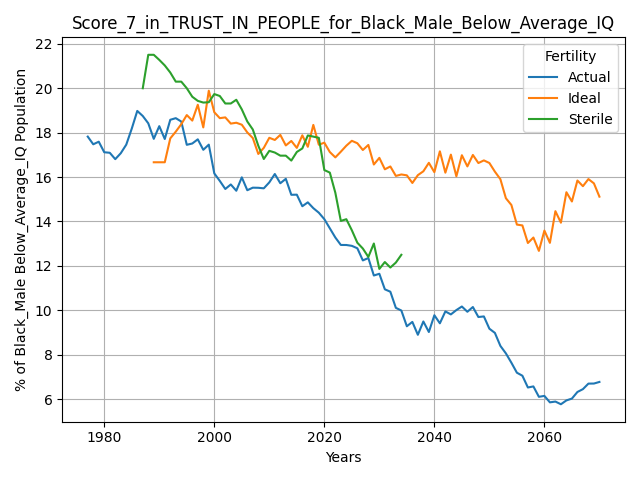 Score_7_in_TRUST_IN_PEOPLE_for_Black_Male_Below_Average_IQ
Fertility
Actual
Ideal
Sterile
% of Black_Male Below_Average_IQ Population
22
20
18
16
14
12
10
8
6
1980
2000
2020
2040
2060
Years